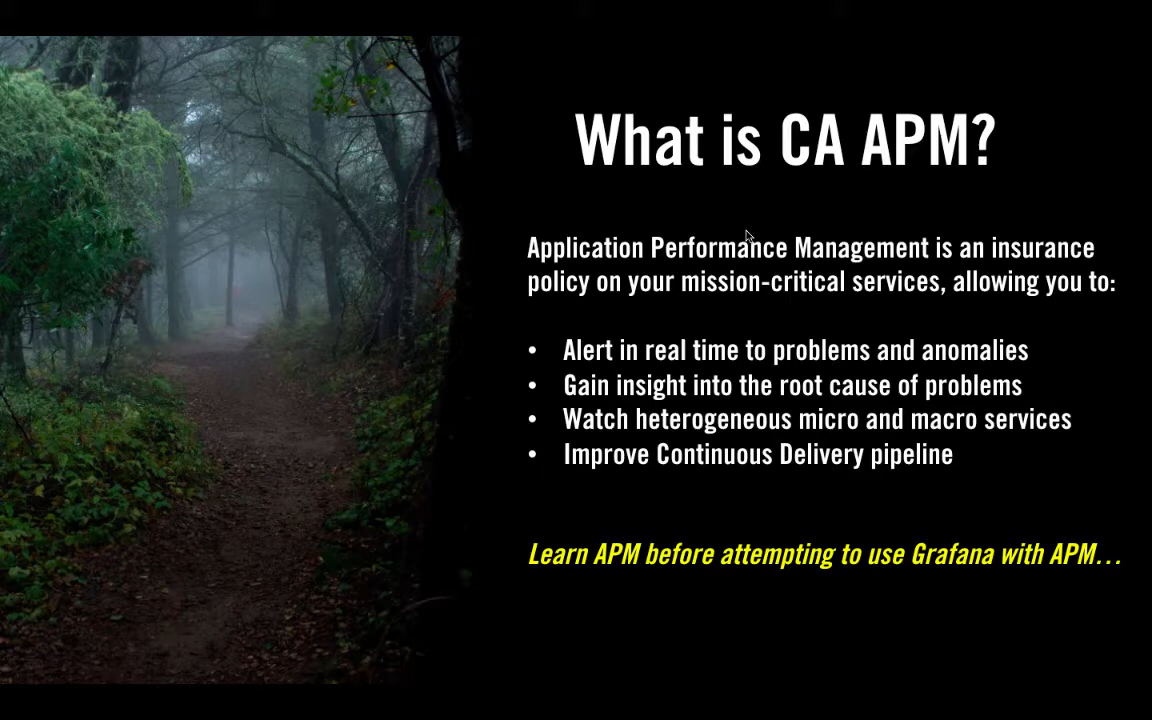 What is CA APM?
Application Performance Management is an insurance
policy on your mission-critical services, allowing you to:
• Alert in real time to problems and anomalies
• Gain insight into the root cause of problems
• Watch heterogeneous micro and macro services
• Improve Continuous Delivery pipeline
Learn APM before attempting to use Grafana with APM…